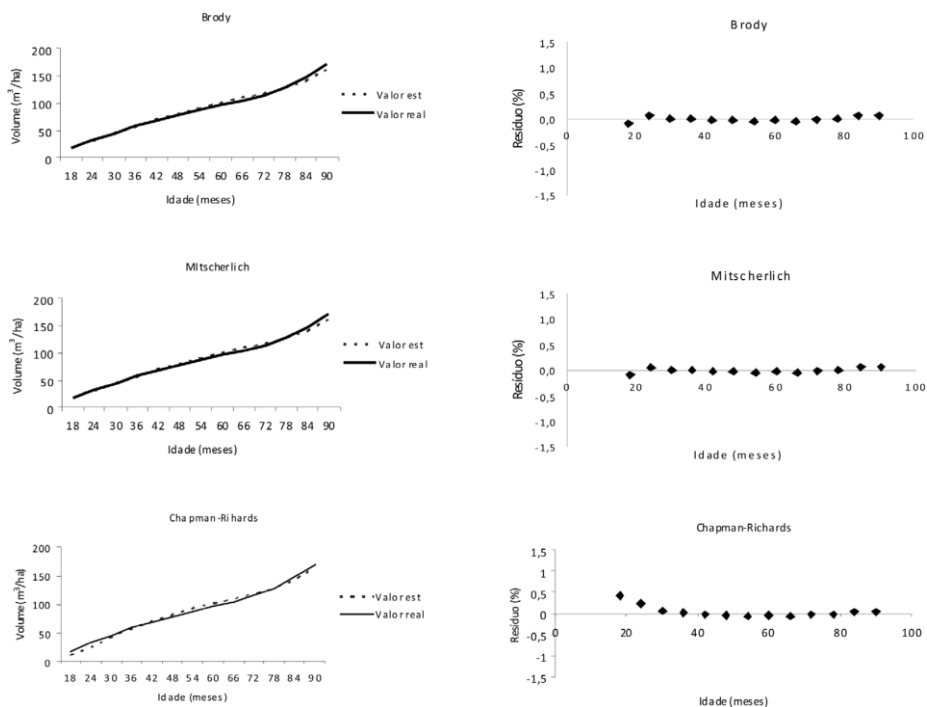 Brody
Volume (m³/ha)
200
150
100
50
0
18 24 30 36 42 48 54 60 66 72 78 84 90
Idade (meses)
Valor est
Valor real
Brody
Resíduo (%)
1,5
1,0
0,5
0,0
-0,5
-1,0
-1,5
0 20 40 60 80 100
Idade (meses)
MItscherlich
Volume (m³/ha)
200
150
100
50
0
18 24 30 36 42 48 54 60 66 72 78 84 90
Idade (meses)
Valor est
Valor real
Mitscherlich
Resíduo (%)
1,5
1,0
0,5
0,0
-0,5
-1,0
-1,5
0 20 40 60 80 100
Idade (meses)
Chapman-Rihards
Volume (m³/ha)
200
150
100
50
0
18 24 30 36 42 48 54 60 66 72 78 84 90
Idade (meses)
Valor est
Valor real
Chapman-Richards
Resíduo (%)
1,5
1
0,5
0
-0,5
-1
-1,5
0 20 40 60 80 100
Idade (meses)